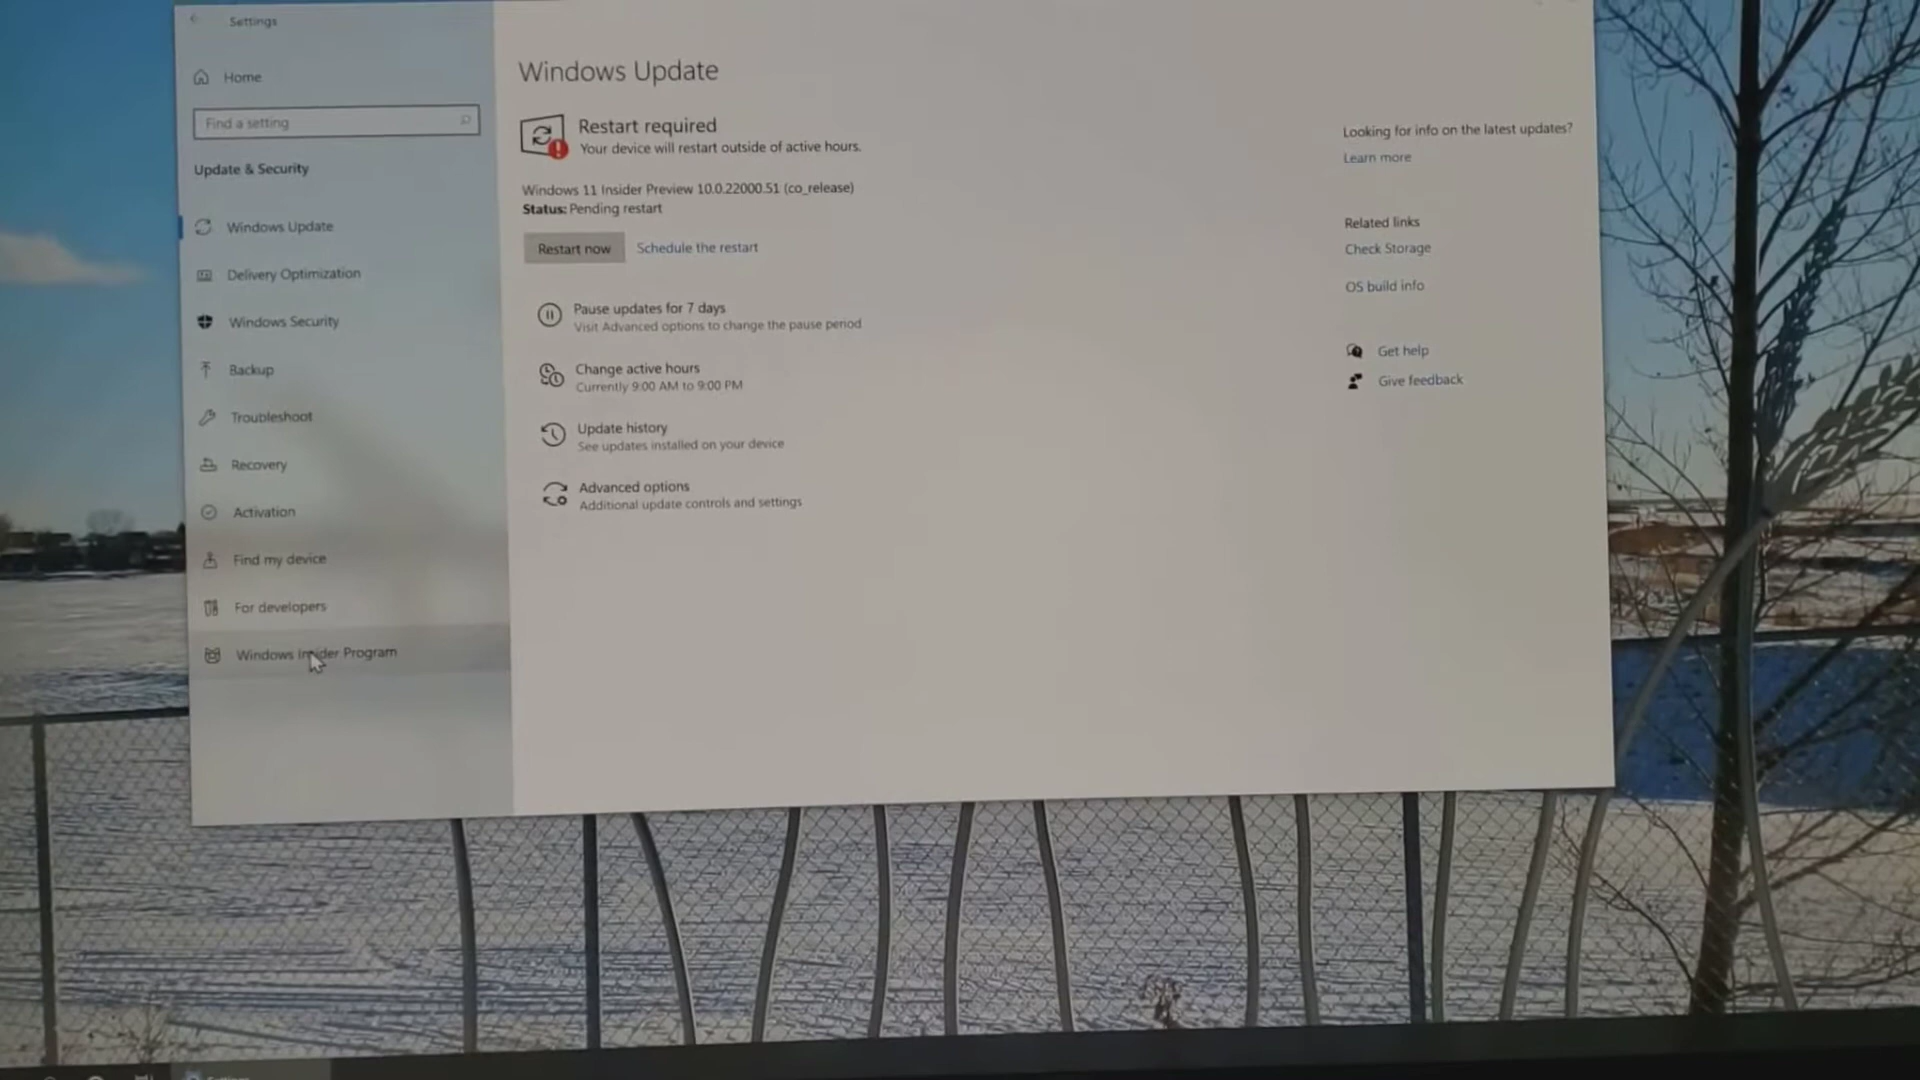 Settings
Home
Find a setting
Update & Security
Windows Update
Delivery Optimization
Windows Security
Backup
Troubleshoot
Recovery
Activation
Find my device
For developers
Windows Insider Program
Windows Update
Restart required
Your device will restart outside of active hours.
Windows 11 Insider Preview 10.0.22000.51 (co_release)
Status: Pending restart
Restart now Schedule the restart
Pause updates for 7 days
Visit Advanced options to change the pause period
Change active hours
Currently 9:00 AM to 9:00 PM
Update history
See updates installed on your device
Advanced options
Additional update controls and settings
Looking for info on the latest updates?
Learn more
Related links
Check Storage
OS build info
Get help
Give feedback